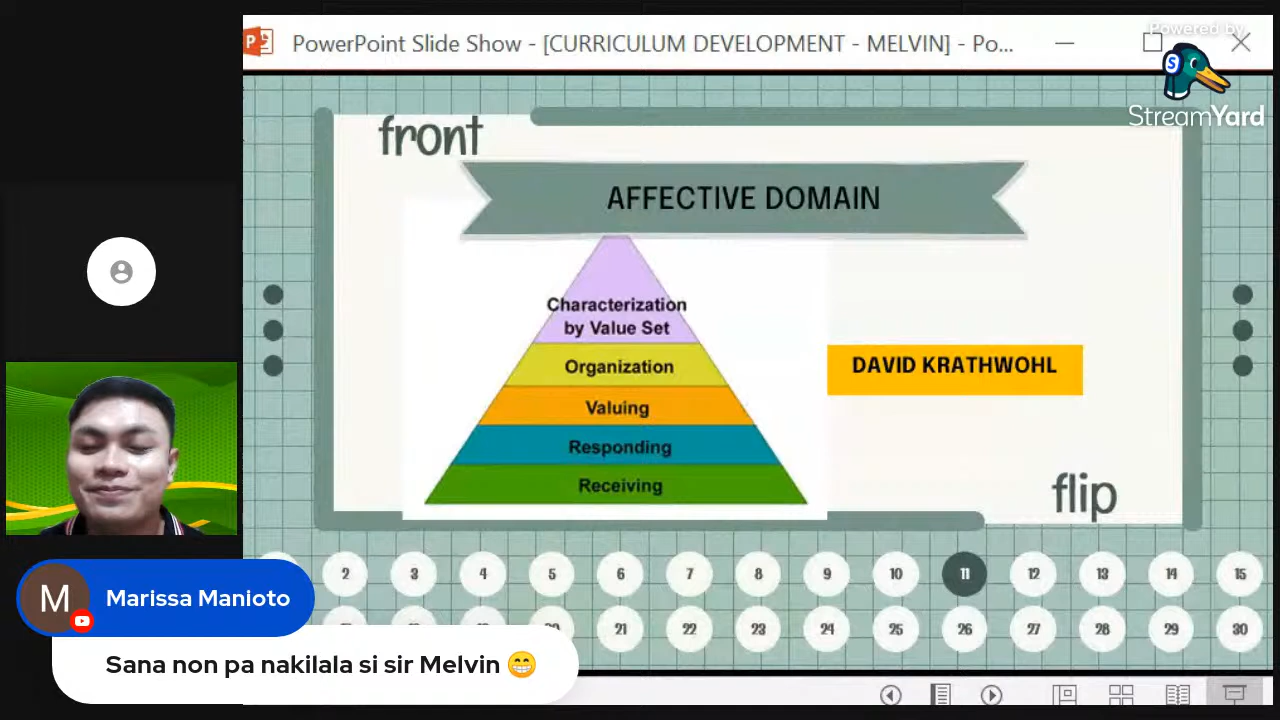 PowerPoint Slide Show - [CURRICULUM DEVELOPMENT - MELVIN] - Po...
Powered by
StreamYard
front
AFFECTIVE DOMAIN
Characterization
by Value Set
Organization
Valuing
Responding
Receiving
DAVID KRATHWOHL
flip
2 3 4 5 6 7 8 9 10 11 12 13 14 15
21 22 23 24 25 26 27 28 29 30
M
Marissa Manioto
Sana non pa nakilala si sir Melvin 😁